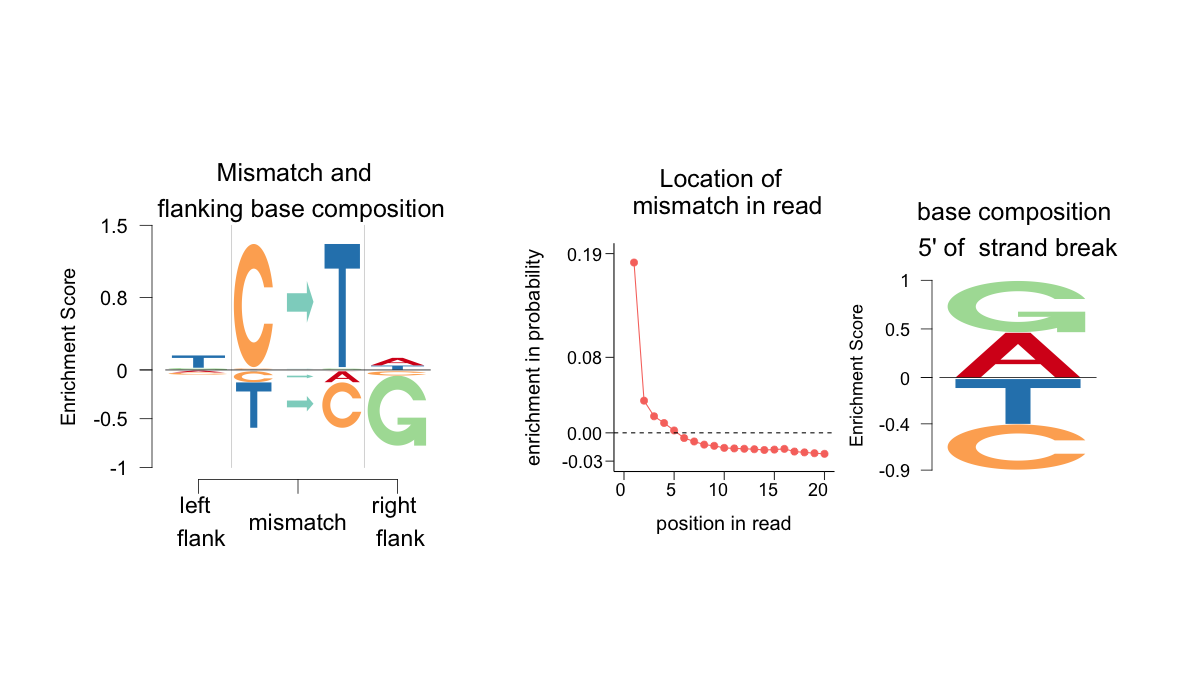 Mismatch and
flanking base composition
Enrichment Score
1.5
0.8
0
-0.5
-1
T
A
C
C T
C A
T C
A
T
C
G
left
flank
mismatch
right
flank
Location of
mismatch in read
enrichment in probability
0.19
0.08
0.00
-0.03
0 5 10 15 20
position in read
base composition
5' of strand break
Enrichment Score
1
0.5
0
-0.4
-0.9
G
A
T
C